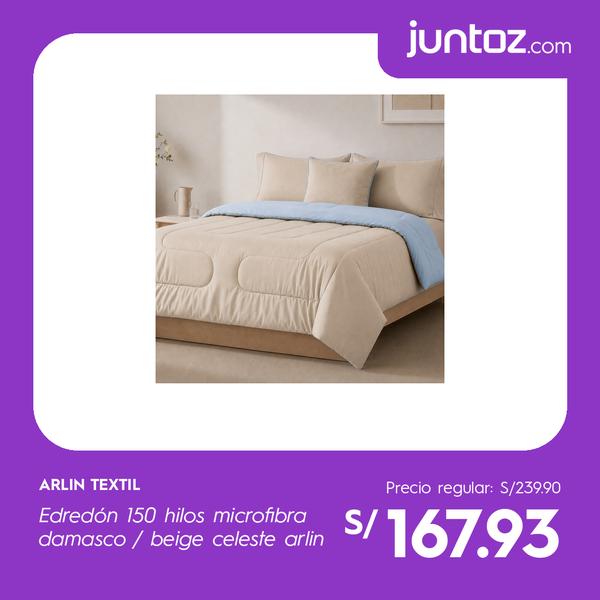 juntoz.com
ARLIN TEXTIL
Edredón 150 hilos microfibra
damasco / beige celeste arlin
Precio regular: S/239.90
S/167.93